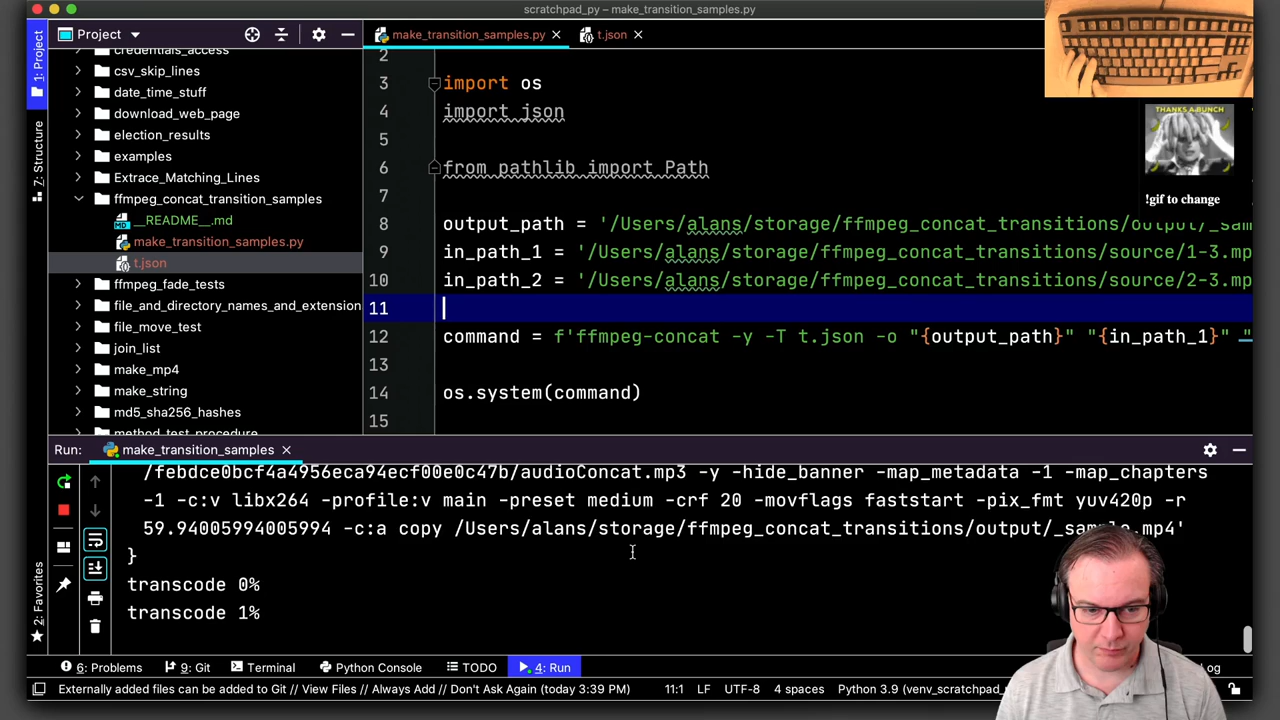 scratchpad_py – make_transition_samples.py
Project
make_transition_samples.py
t.json
1: Project
7: Structure
2: Favorites
credentials_access
csv_skip_lines
date_time_stuff
download_web_page
election_results
examples
Extrace_Matching_Lines
ffmpeg_concat_transition_samples
__README__.md
make_transition_samples.py
t.json
ffmpeg_fade_tests
file_and_directory_names_and_extension
file_move_test
join_list
make_mp4
make_string
md5_sha256_hashes
method_test_procedure
2
3 import os
4 import json
5
6 from pathlib import Path
7
8 output_path = '/Users/alans/storage/ffmpeg_concat_transitions/output/_sam
9 in_path_1 = '/Users/alans/storage/ffmpeg_concat_transitions/source/1-3.mp
10 in_path_2 = '/Users/alans/storage/ffmpeg_concat_transitions/source/2-3.mp
11
12 command = f'ffmpeg-concat -y -T t.json -o "{output_path}" "{in_path_1}" "
13
14 os.system(command)
15
THANKS A BUNCH
!gif to change
Run: make_transition_samples
/febdce0bcf4a4956eca94ecf00e0c47b/audioConcat.mp3 -y -hide_banner -map_metadata -1 -map_chapters
-1 -c:v libx264 -profile:v main -preset medium -crf 20 -movflags faststart -pix_fmt yuv420p -r
59.94005994005994 -c:a copy /Users/alans/storage/ffmpeg_concat_transitions/output/_sample.mp4'
}
transcode 0%
transcode 1%
6: Problems
9: Git
Terminal
Python Console
TODO
4: Run
Log
Externally added files can be added to Git // View Files // Always Add // Don't Ask Again (today 3:39 PM)
11:1
LF
UTF-8
4 spaces
Python 3.9 (venv_scratchpad_